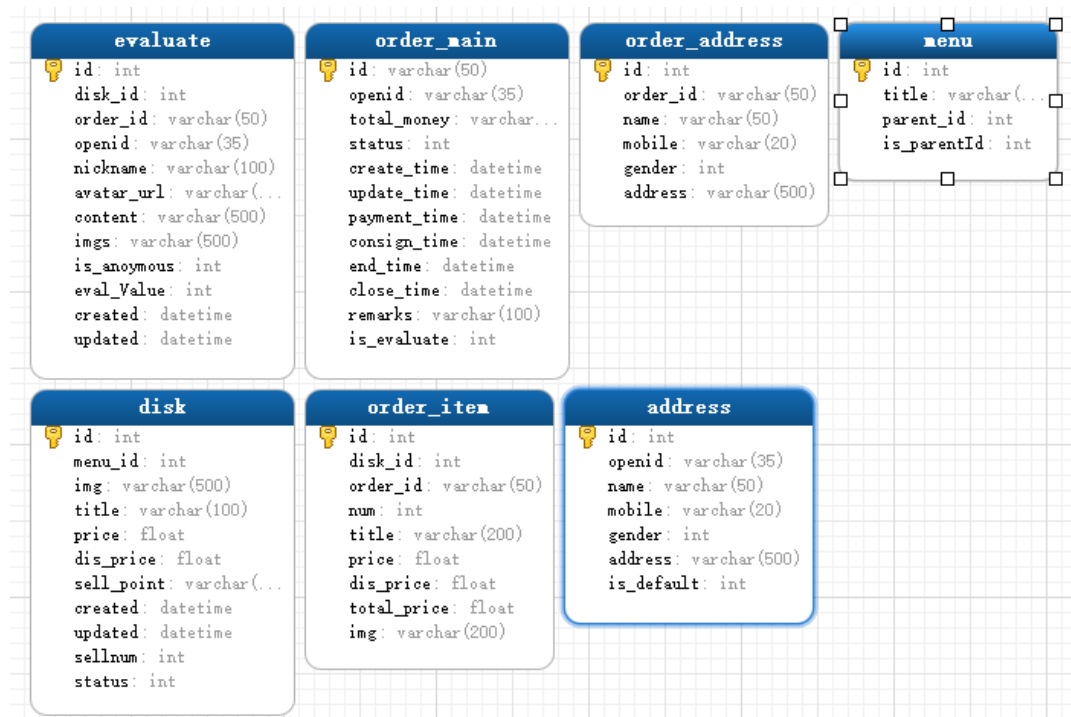 evaluate
id: int
disk_id: int
order_id: varchar(50)
openid: varchar(35)
nickname: varchar(100)
avatar_url: varchar(...
content: varchar(500)
imgs: varchar(500)
is_anoymous: int
eval_Value: int
created: datetime
updated: datetime
order_main
id: varchar(50)
openid: varchar(35)
total_money: varchar...
status: int
create_time: datetime
update_time: datetime
payment_time: datetime
consign_time: datetime
end_time: datetime
close_time: datetime
remarks: varchar(100)
is_evaluate: int
order_address
id: int
order_id: varchar(50)
name: varchar(50)
mobile: varchar(20)
gender: int
address: varchar(500)
menu
id: int
title: varchar(...
parent_id: int
is_parentId: int
disk
id: int
menu_id: int
img: varchar(500)
title: varchar(100)
price: float
dis_price: float
sell_point: varchar(...
created: datetime
updated: datetime
sellnum: int
status: int
order_item
id: int
disk_id: int
order_id: varchar(50)
num: int
title: varchar(200)
price: float
dis_price: float
total_price: float
img: varchar(200)
address
id: int
openid: varchar(35)
name: varchar(50)
mobile: varchar(20)
gender: int
address: varchar(500)
is_default: int